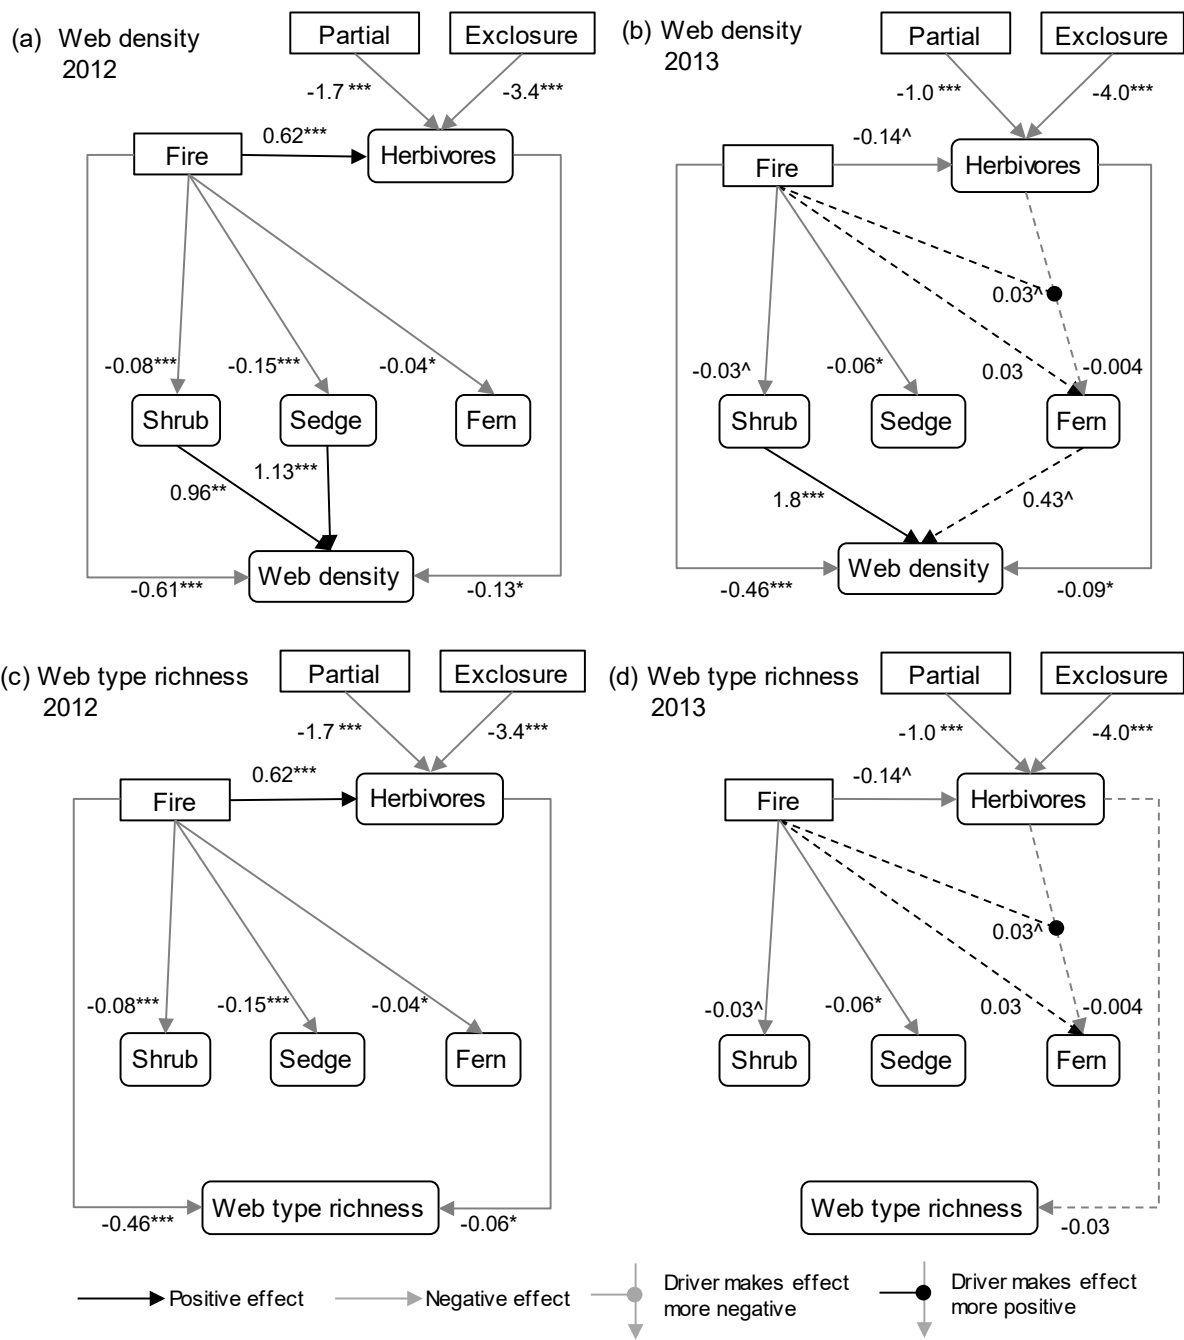 (a) Web density
2012
Partial
Exclosure
-1.7 ***
-3.4***
Fire
0.62***
Herbivores
-0.08***
-0.15***
-0.04*
Shrub
Sedge
Fern
0.96**
1.13***
Web density
-0.61***
-0.13*
(b) Web density
2013
Partial
Exclosure
-1.0 ***
-4.0***
Fire
-0.14^
Herbivores
0.03^
-0.03^
-0.06*
0.03
-0.004
Shrub
Sedge
Fern
1.8***
0.43^
Web density
-0.46***
-0.09*
(c) Web type richness
2012
Partial
Exclosure
-1.7 ***
-3.4***
Fire
0.62***
Herbivores
-0.08***
-0.15***
-0.04*
Shrub
Sedge
Fern
Web type richness
-0.46***
-0.06*
(d) Web type richness
2013
Partial
Exclosure
-1.0 ***
-4.0***
Fire
-0.14^
Herbivores
0.03^
-0.03^
-0.06*
0.03
-0.004
Shrub
Sedge
Fern
Web type richness
-0.03
Positive effect
Negative effect
Driver makes effect
more negative
Driver makes effect
more positive